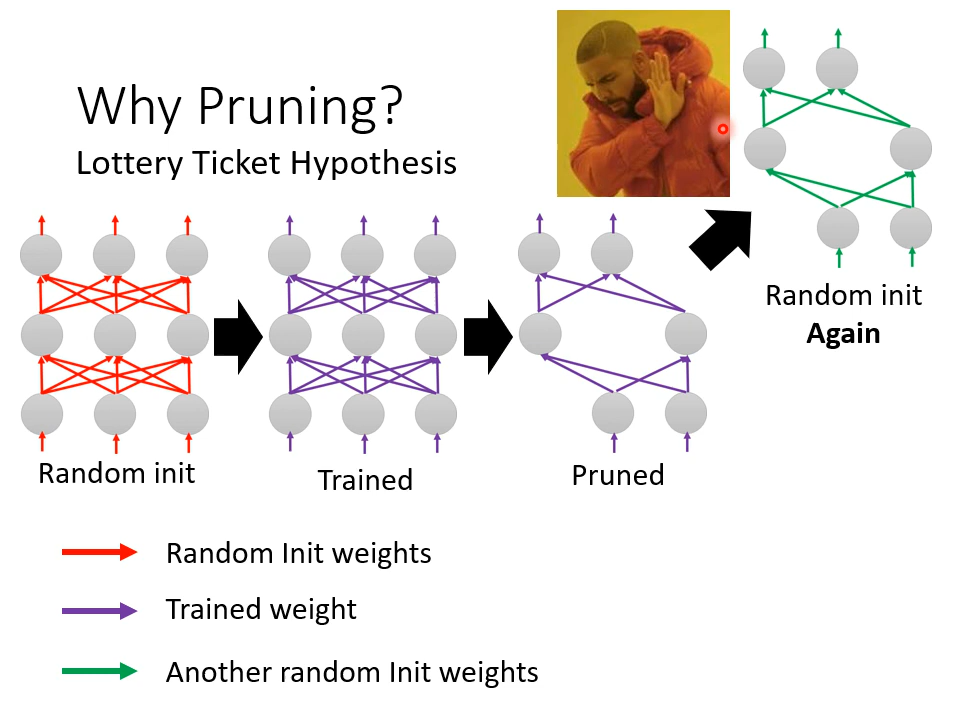 Why Pruning?
Lottery Ticket Hypothesis
Random init
Again
Random init
Trained
Pruned
Random Init weights
Trained weight
Another random Init weights